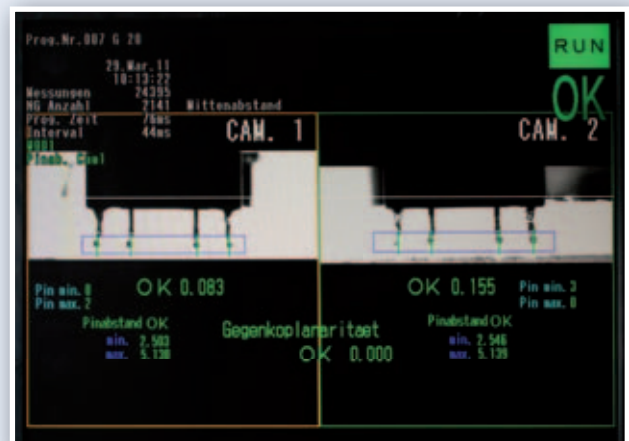 Prog.Nr.007 G 20
RUN
OK
29.Mar.11
10:13:22
Messungen 24395
NG Anzahl 2141 Mittenabstand
Prog. Zeit 76ms
Interval 44ms
CAM. 1
CAM. 2
OK 0.083
Pin min. 0
Pin max. 2
Pinabstand OK
min. 2.503
max. 5.130
OK 0.155
Pin min. 3
Pin max. 0
Pinabstand OK
min. 2.546
max. 5.139
Gegenkoplanaritaet
OK 0.000